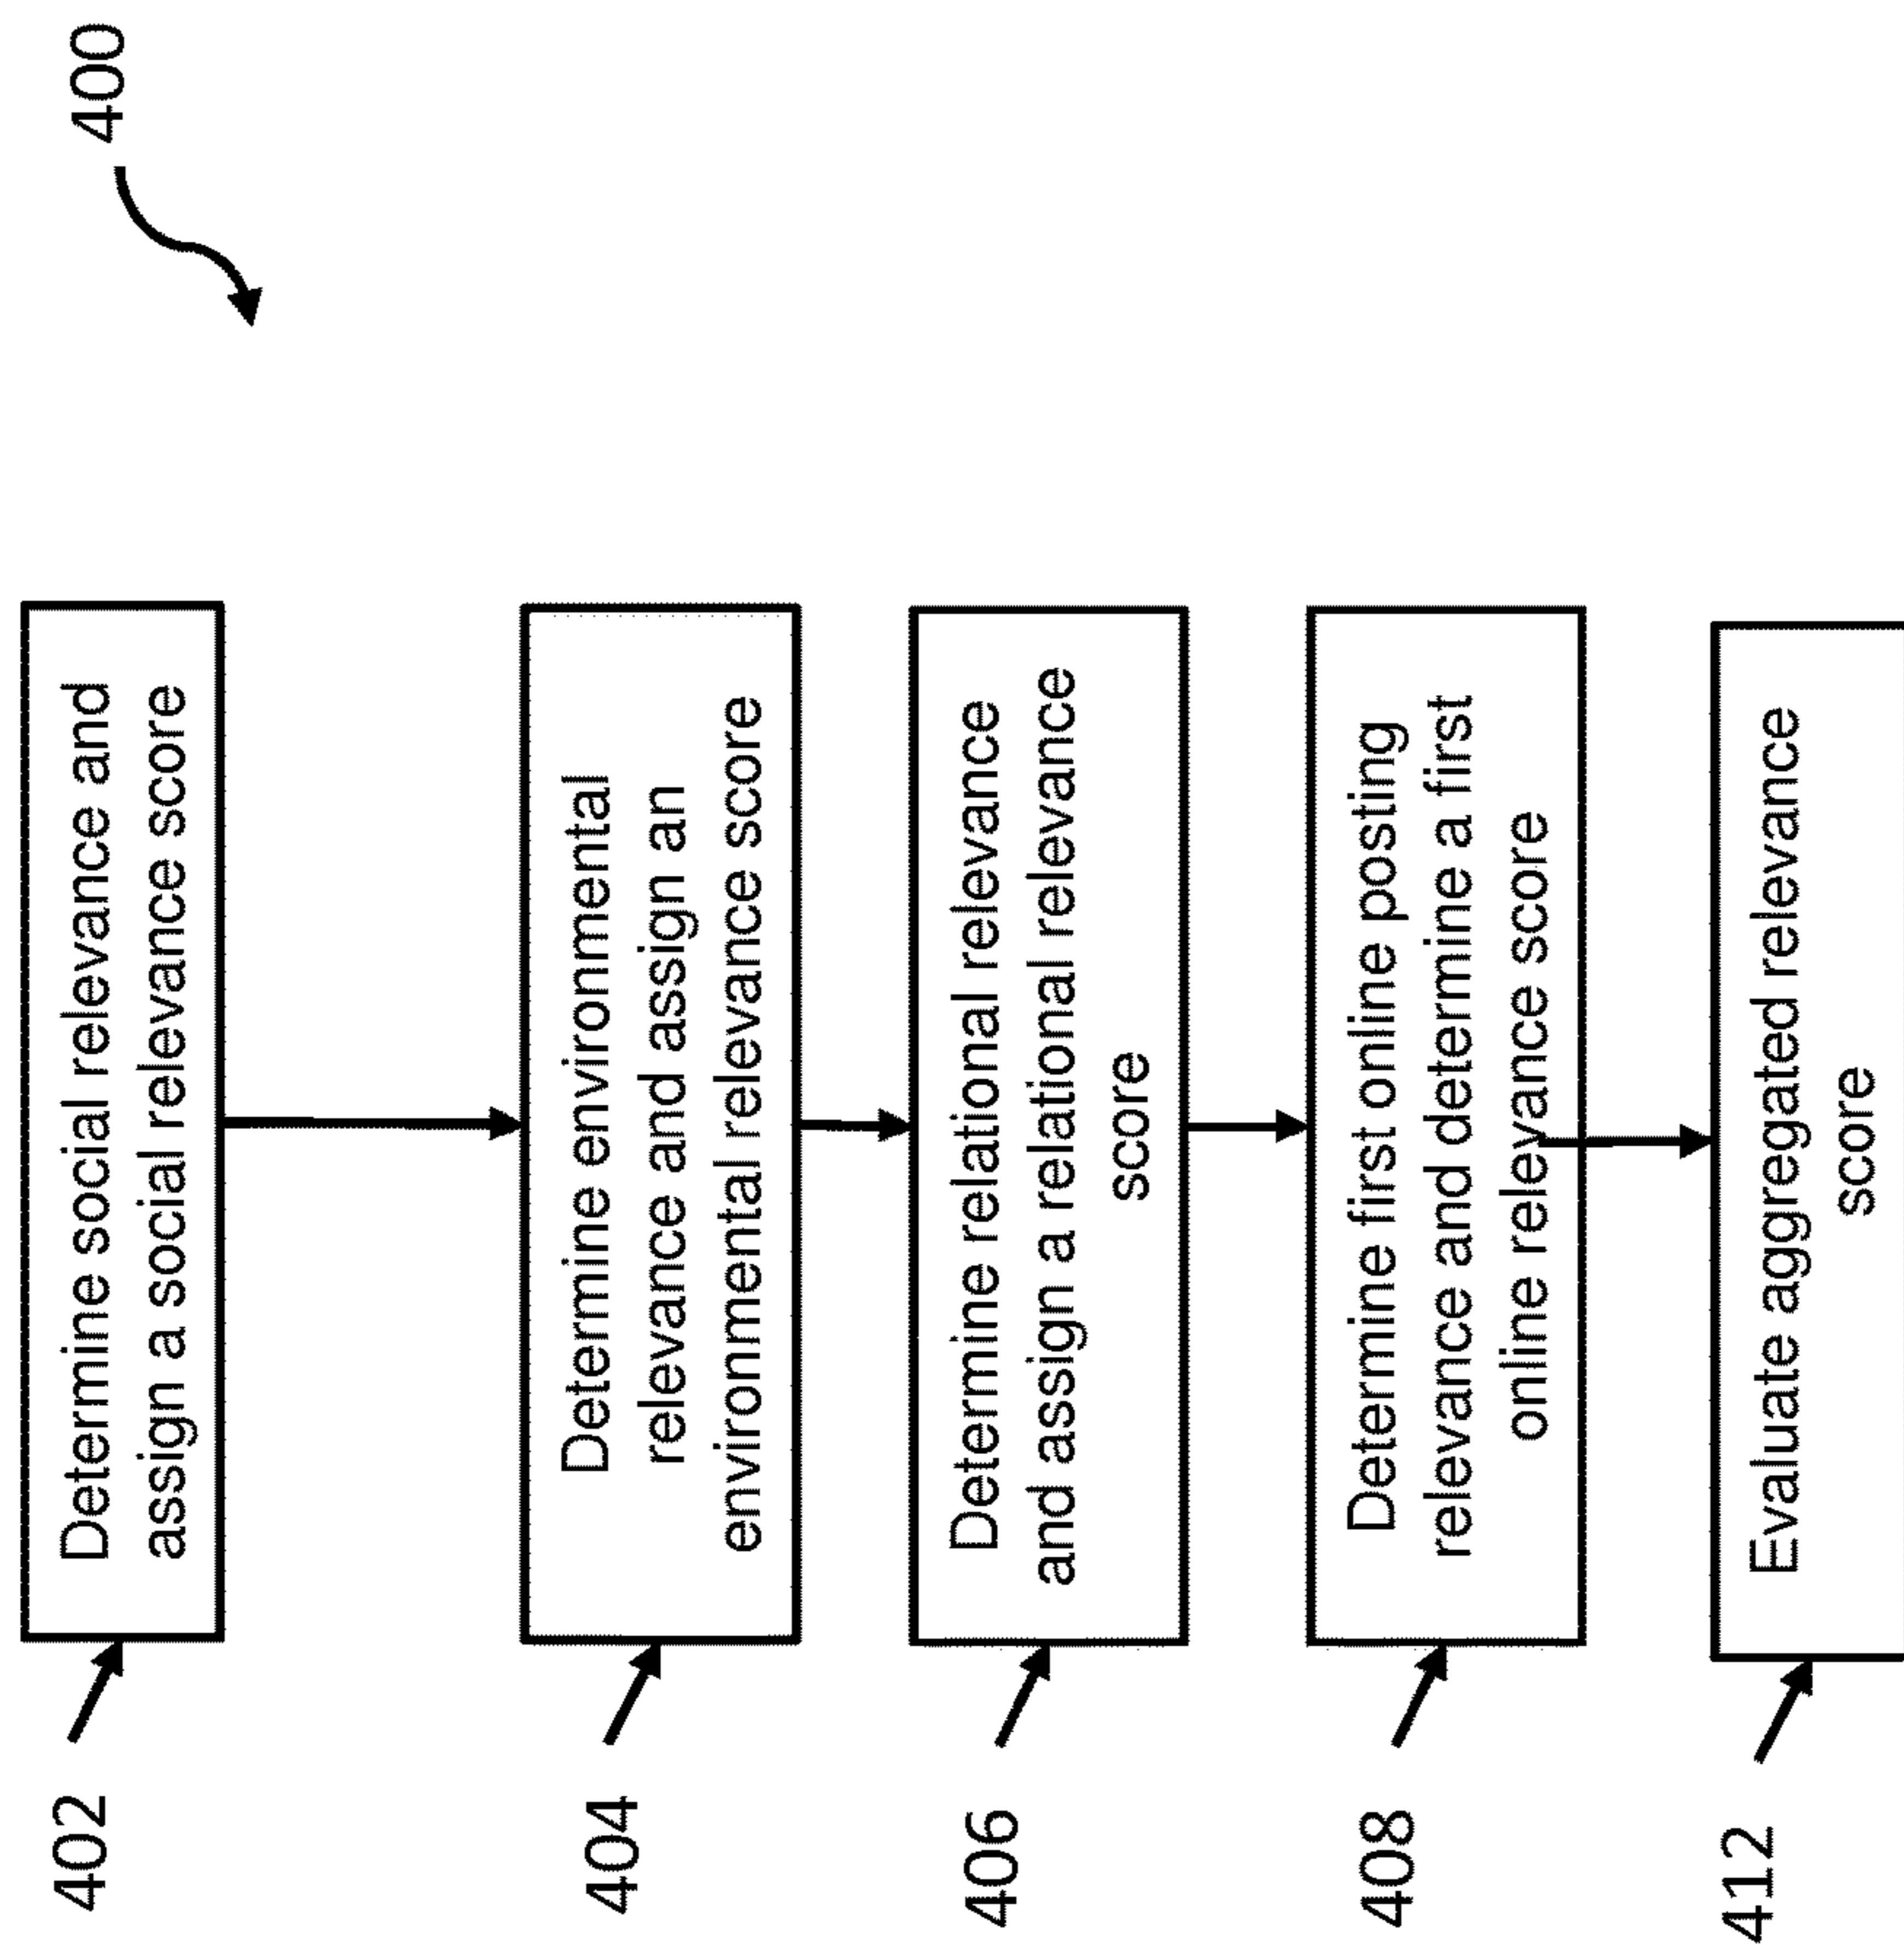 400
402
Determine social relevance and
assign a social relevance score
404
Determine environmental
relevance and assign an
environmental relevance score
406
Determine relational relevance
and assign a relational relevance
score
408
Determine first online posting
relevance and determine a first
online relevance score
412
Evaluate aggregated relevance
score